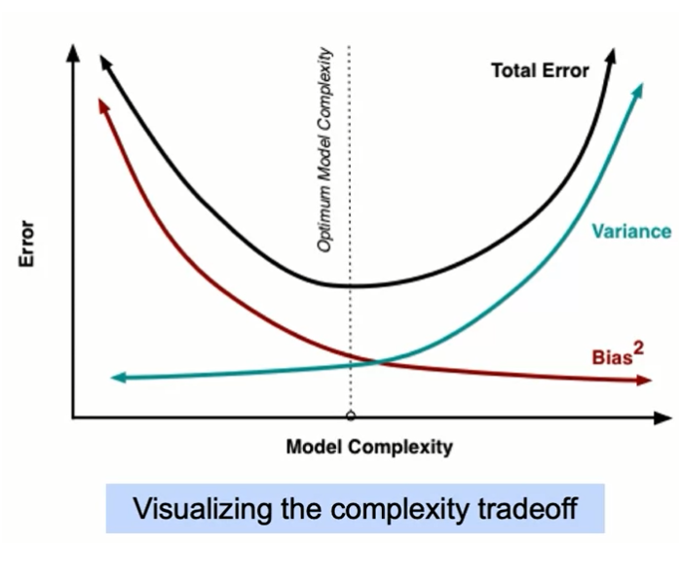 Total Error
Optimum Model Complexity
Variance
Error
Bias²
Model Complexity
Visualizing the complexity tradeoff